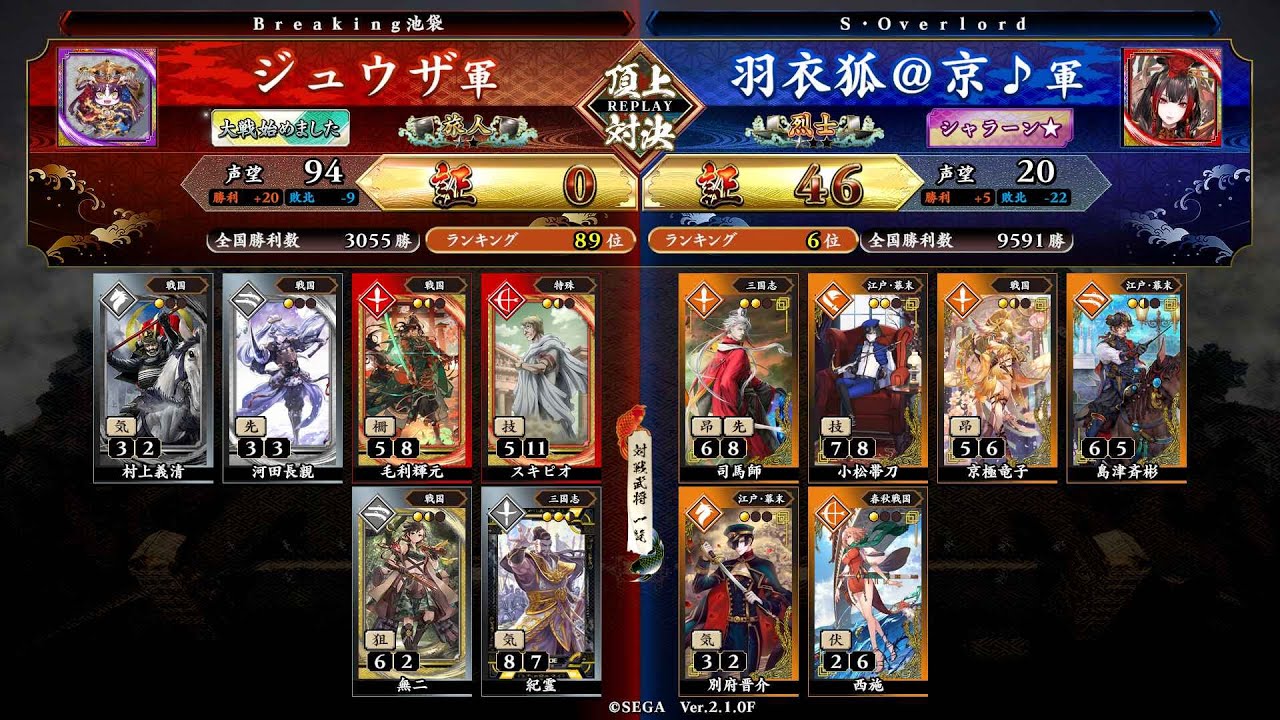 Breaking池袋
S・Overlord
ジュウザ軍
頂上
REPLAY
対決
羽衣狐@京♪軍
大戦始めました
旅人
烈士
シャラーン★
声望 94
勝利 +20 敗北 -9
証 0
証 46
声望 20
勝利 +5 敗北 -22
全国勝利数 3055勝
ランキング 89位
ランキング 6位
全国勝利数 9591勝
戦国
戦国
戦国
特殊
三国志
江戸・幕末
戦国
江戸・幕末
気
先
柵
技
昂 先
技
昂
3 2
3 3
5 8
5 11
6 8
7 8
5 6
6 5
村上義清
河田長親
毛利輝元
スキピオ
司馬師
小松帯刀
京極竜子
島津斉彬
対戦武将一覧
戦国
三国志
江戸・幕末
春秋戦国
狙
気
気
伏
6 2
8 7
3 2
2 6
無二
紀霊
別府晋介
西施
©SEGA Ver.2.1.0F